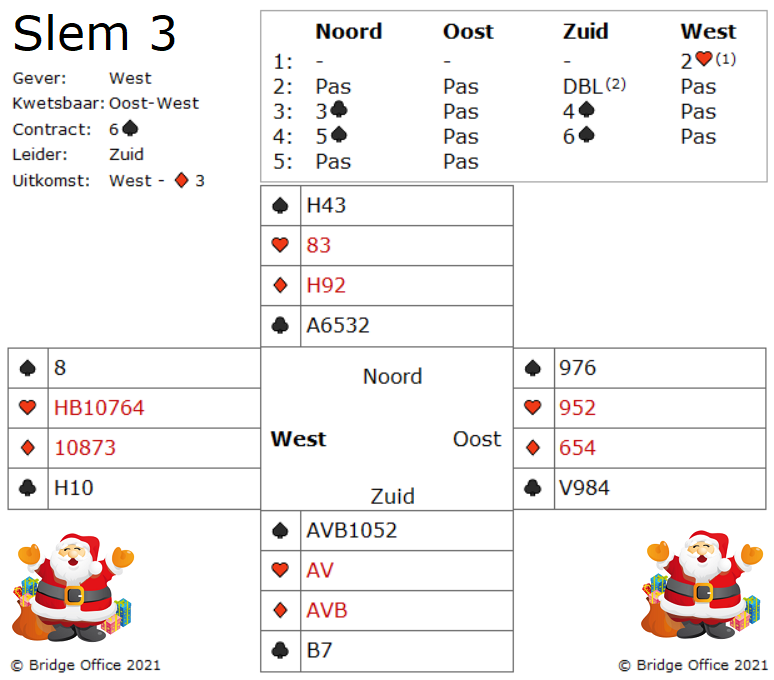 Slem 3
Gever: West
Kwetsbaar: Oost-West
Contract: 6♠
Leider: Zuid
Uitkomst: West - ♦ 3
Noord Oost Zuid West
1: - - - 2♥(1)
2: Pas Pas DBL(2) Pas
3: 3♣ Pas 4♠ Pas
4: 5♠ Pas 6♠ Pas
5: Pas Pas
♠ H43
♥ 83
♦ H92
♣ A6532
♠ 8
♥ HB10764
♦ 10873
♣ H10
Noord
West Oost
Zuid
♠ 976
♥ 952
♦ 654
♣ V984
♠ AVB1052
♥ AV
♦ AVB
♣ B7
© Bridge Office 2021
© Bridge Office 2021